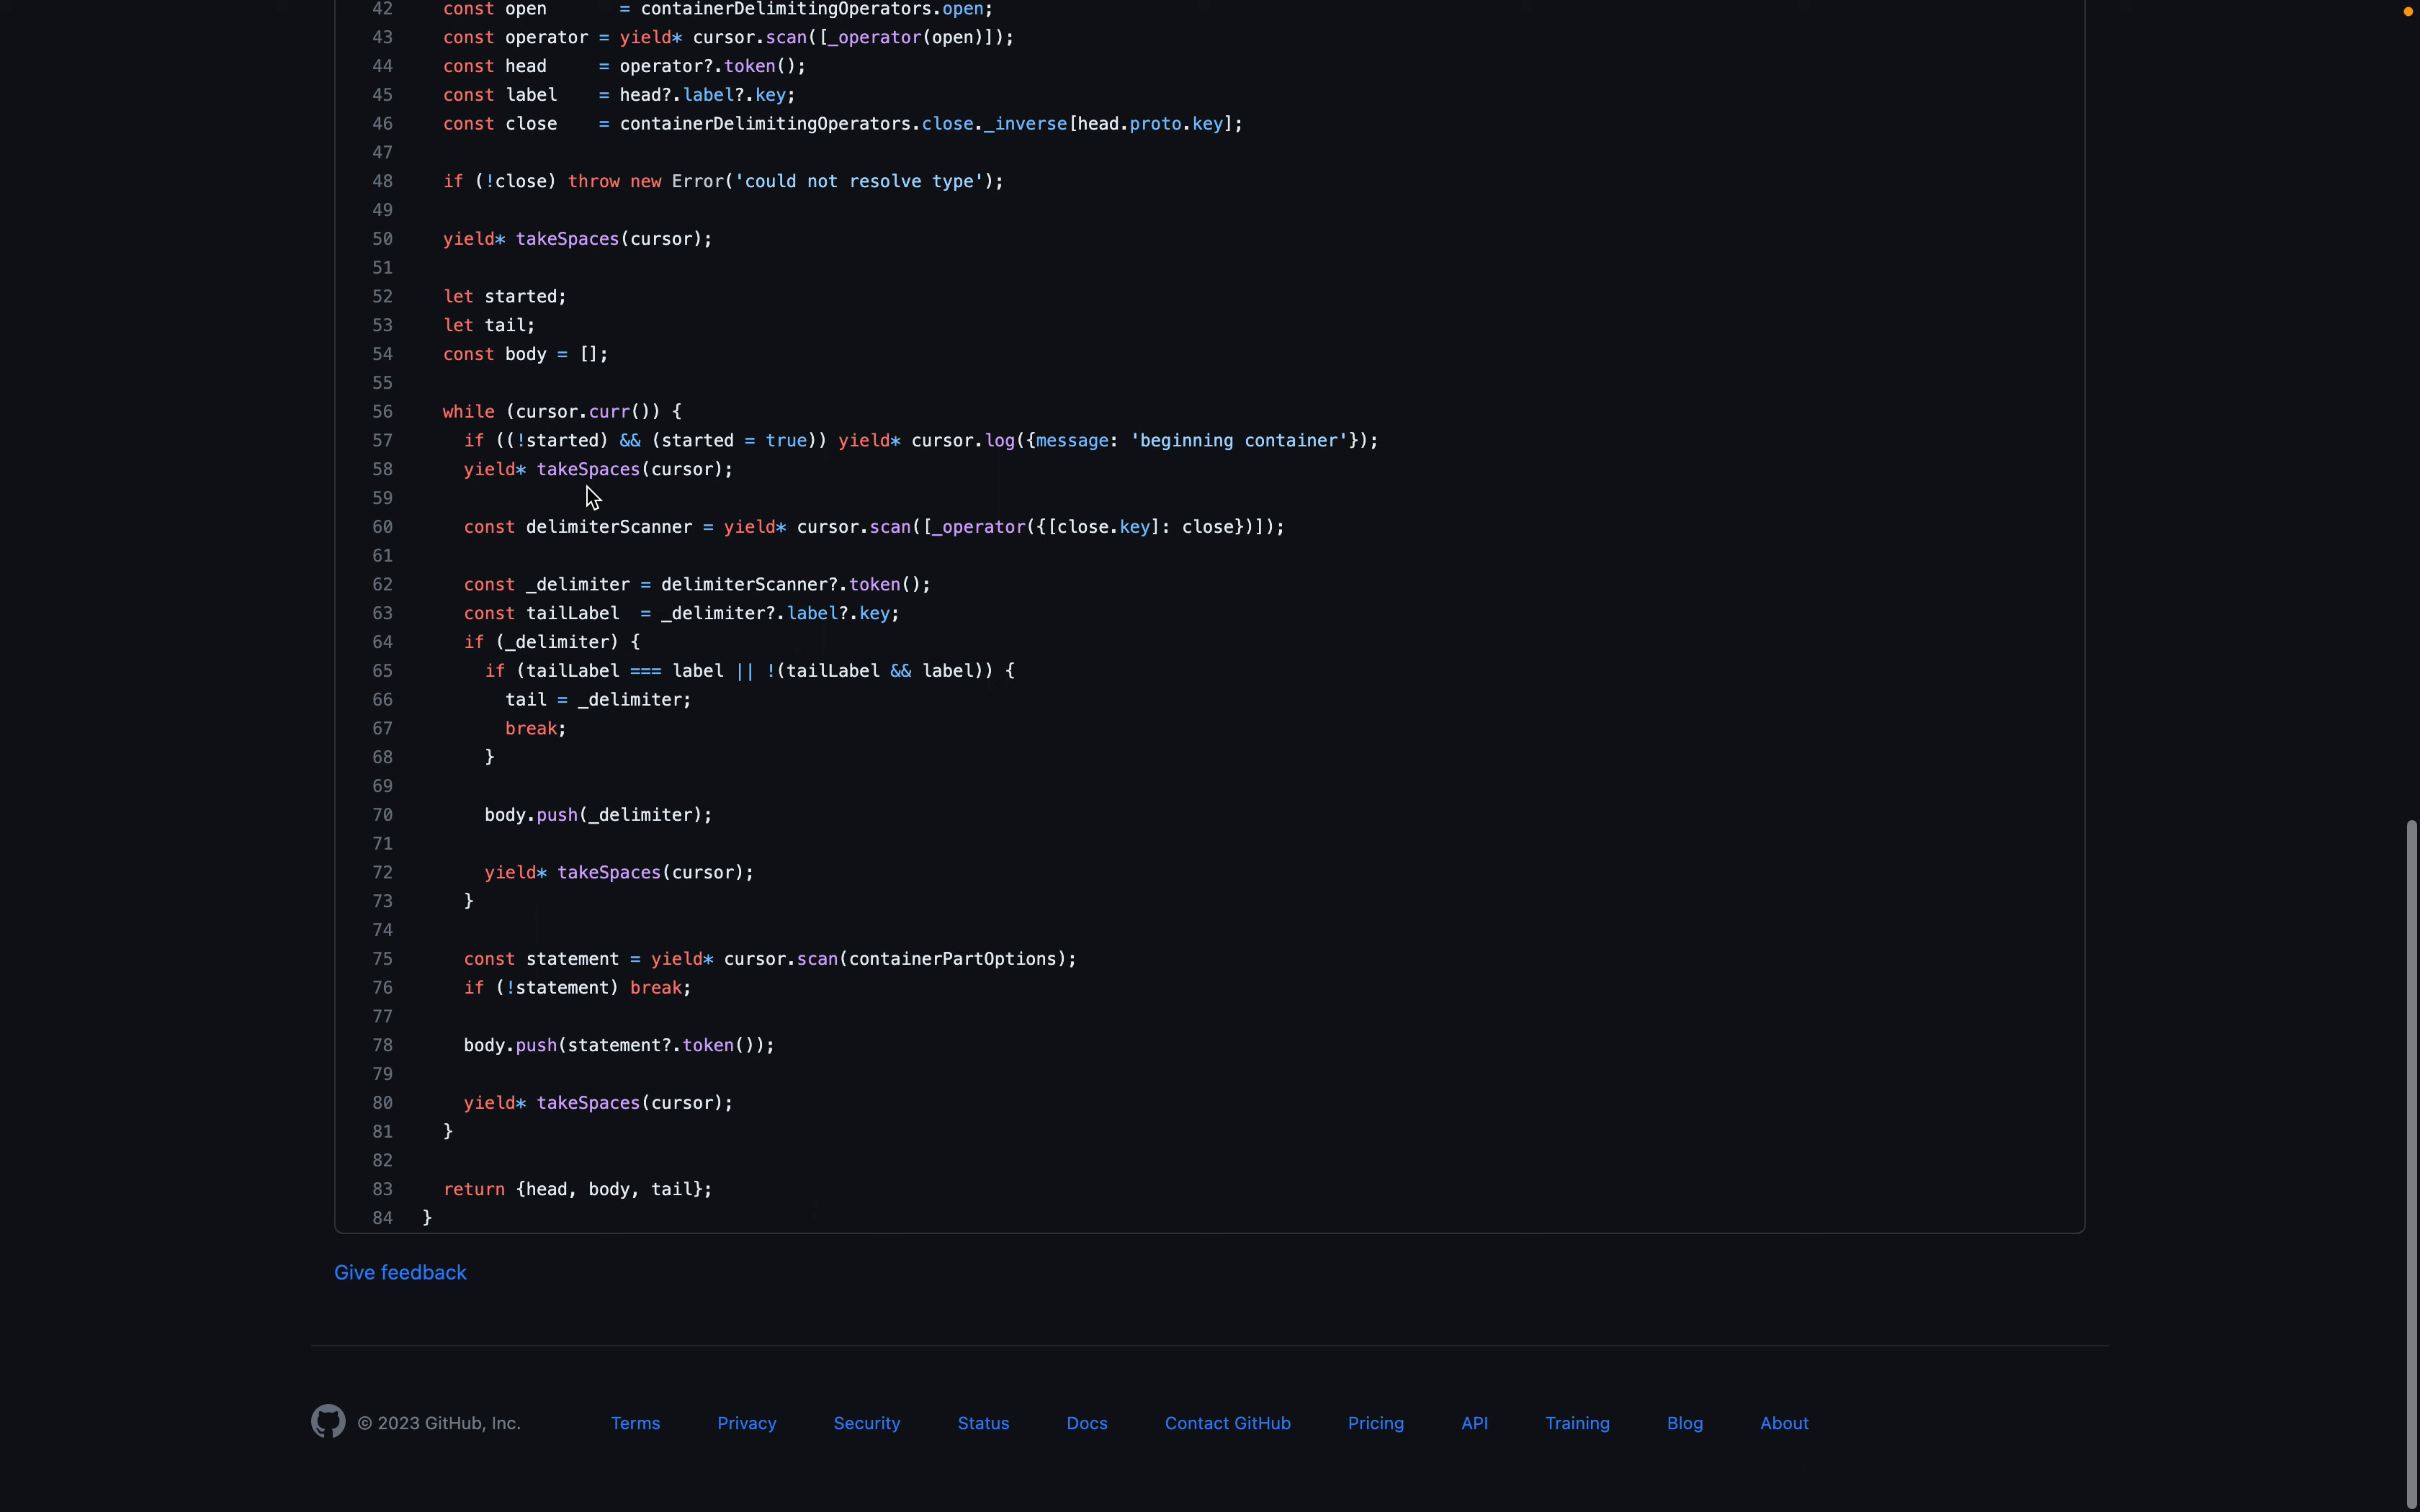 42 const open       = containerDelimitingOperators.open;
43 const operator = yield* cursor.scan([_operator(open)]);
44 const head     = operator?.token();
45 const label    = head?.label?.key;
46 const close    = containerDelimitingOperators.close._inverse[head.proto.key];
47
48 if (!close) throw new Error('could not resolve type');
49
50 yield* takeSpaces(cursor);
51
52 let started;
53 let tail;
54 const body = [];
55
56 while (cursor.curr()) {
57   if ((!started) && (started = true)) yield* cursor.log({message: 'beginning container'});
58   yield* takeSpaces(cursor);
59
60   const delimiterScanner = yield* cursor.scan([_operator({[close.key]: close})]);
61
62   const _delimiter = delimiterScanner?.token();
63   const tailLabel  = _delimiter?.label?.key;
64   if (_delimiter) {
65     if (tailLabel === label || !(tailLabel && label)) {
66       tail = _delimiter;
67       break;
68     }
69
70     body.push(_delimiter);
71
72     yield* takeSpaces(cursor);
73   }
74
75   const statement = yield* cursor.scan(containerPartOptions);
76   if (!statement) break;
77
78   body.push(statement?.token());
79
80   yield* takeSpaces(cursor);
81 }
82
83 return {head, body, tail};
84 }
Give feedback
© 2023 GitHub, Inc. Terms Privacy Security Status Docs Contact GitHub Pricing API Training Blog About